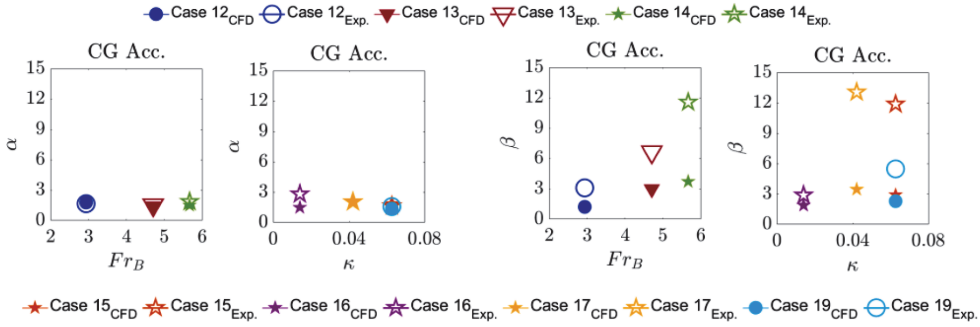 Case 12CFD Case 12Exp. Case 13CFD Case 13Exp. Case 14CFD Case 14Exp.
CG Acc. CG Acc. CG Acc. CG Acc.
15 15 15 15
12 12 12 12
9 9 9 9
6 6 6 6
3 3 3 3
0 0 0 0
α α β β
2 3 4 5 6 0 0.04 0.08 2 3 4 5 6 0 0.04 0.08
FrB κ FrB κ
Case 15CFD Case 15Exp. Case 16CFD Case 16Exp. Case 17CFD Case 17Exp. Case 19CFD Case 19Exp.